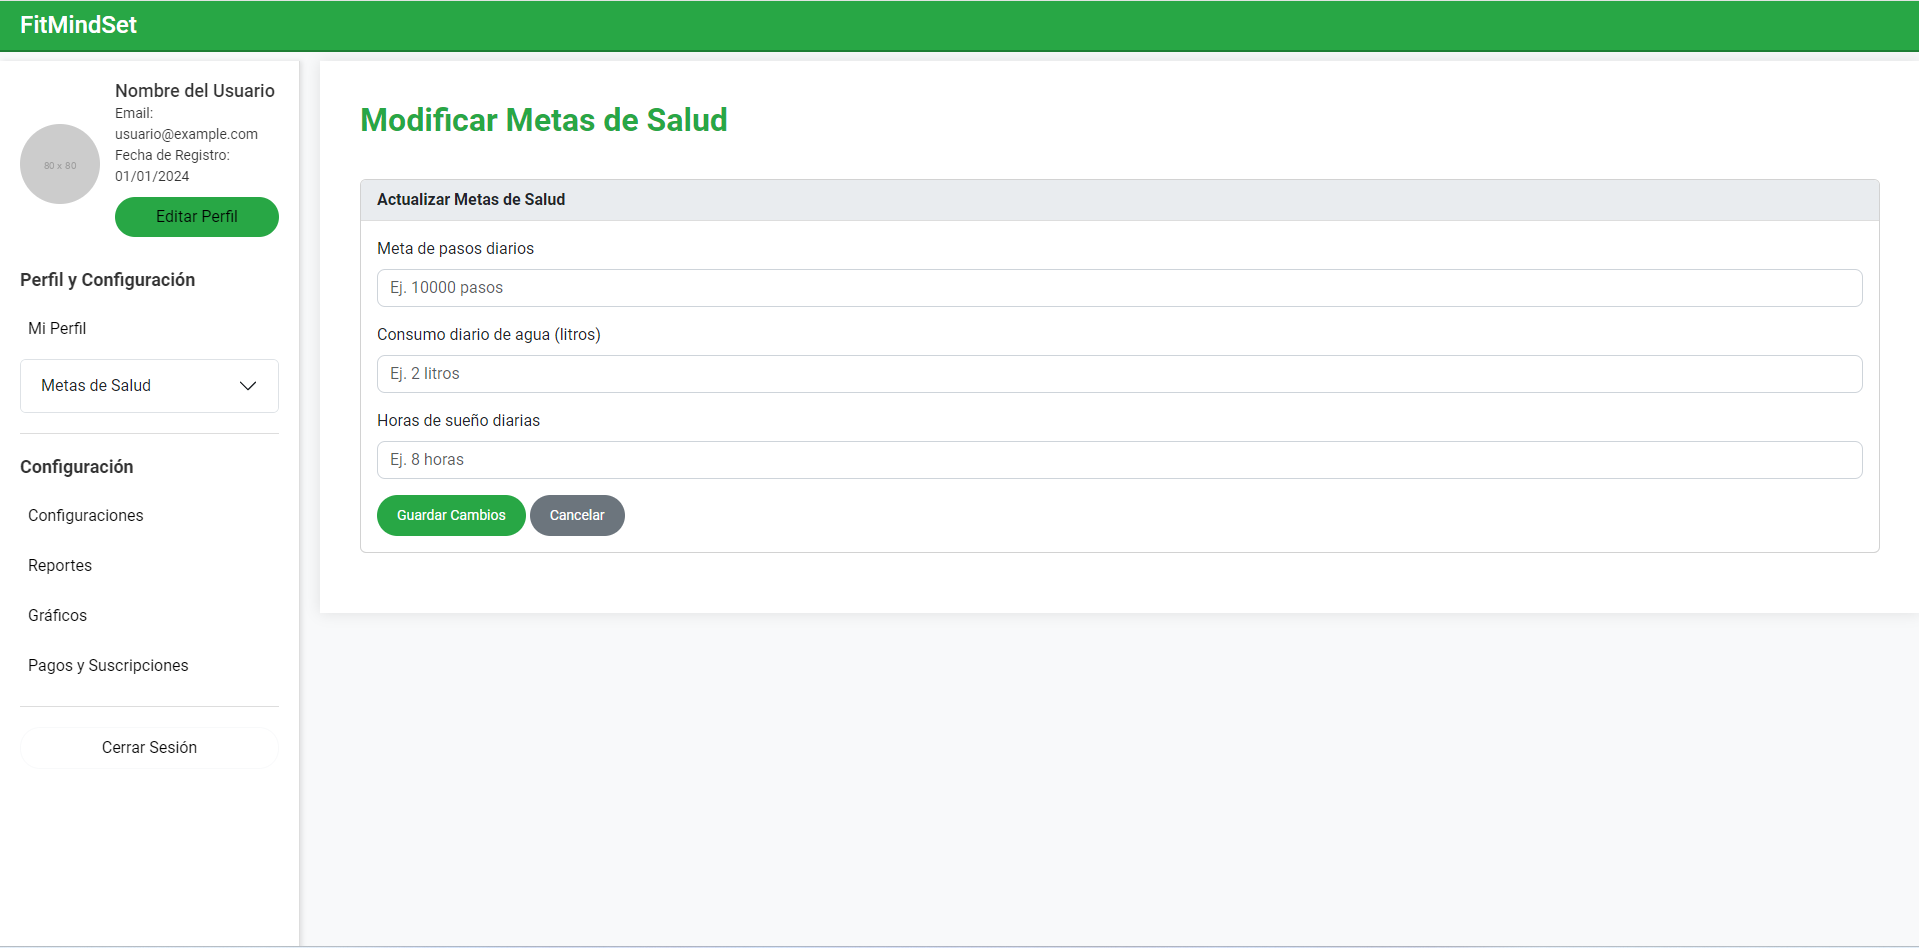 FitMindSet
Nombre del Usuario
Email:
usuario@example.com
Fecha de Registro:
01/01/2024
80 x 80
Editar Perfil
Perfil y Configuración
Mi Perfil
Metas de Salud
Configuración
Configuraciones
Reportes
Gráficos
Pagos y Suscripciones
Cerrar Sesión
Modificar Metas de Salud
Actualizar Metas de Salud
Meta de pasos diarios
Ej. 10000 pasos
Consumo diario de agua (litros)
Ej. 2 litros
Horas de sueño diarias
Ej. 8 horas
Guardar Cambios
Cancelar